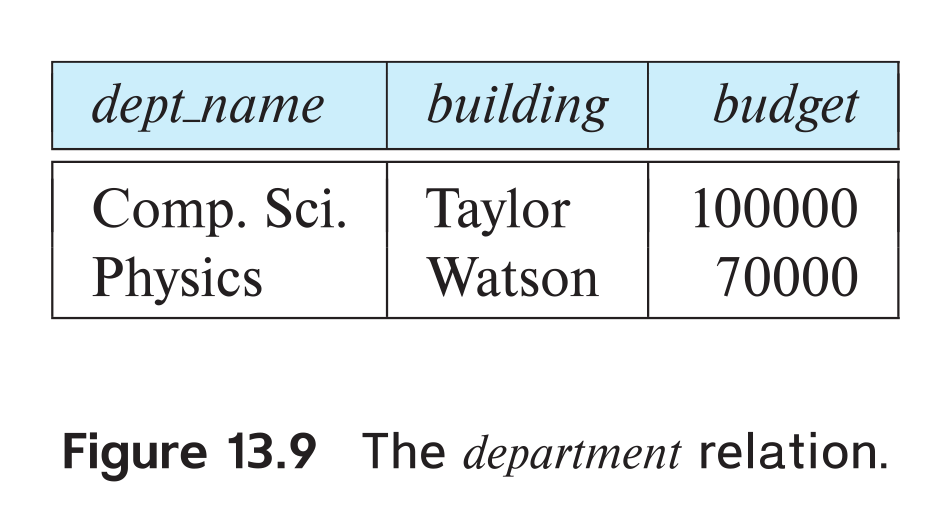 dept_name building budget
Comp. Sci. Taylor 100000
Physics Watson 70000
Figure 13.9 The department relation.